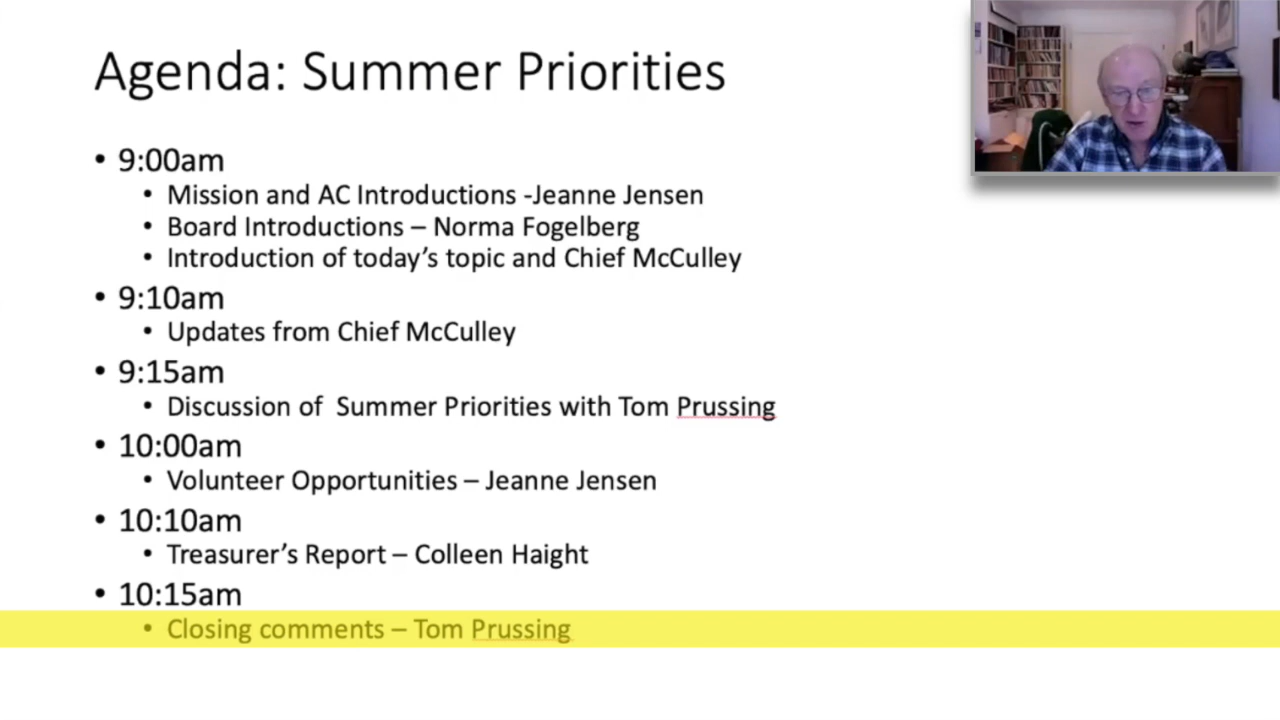 Agenda: Summer Priorities
• 9:00am
• Mission and AC Introductions -Jeanne Jensen
• Board Introductions – Norma Fogelberg
• Introduction of today’s topic and Chief McCulley
• 9:10am
• Updates from Chief McCulley
• 9:15am
• Discussion of  Summer Priorities with Tom Prussing
• 10:00am
• Volunteer Opportunities – Jeanne Jensen
• 10:10am
• Treasurer’s Report – Colleen Haight
• 10:15am
• Closing comments – Tom Prussing